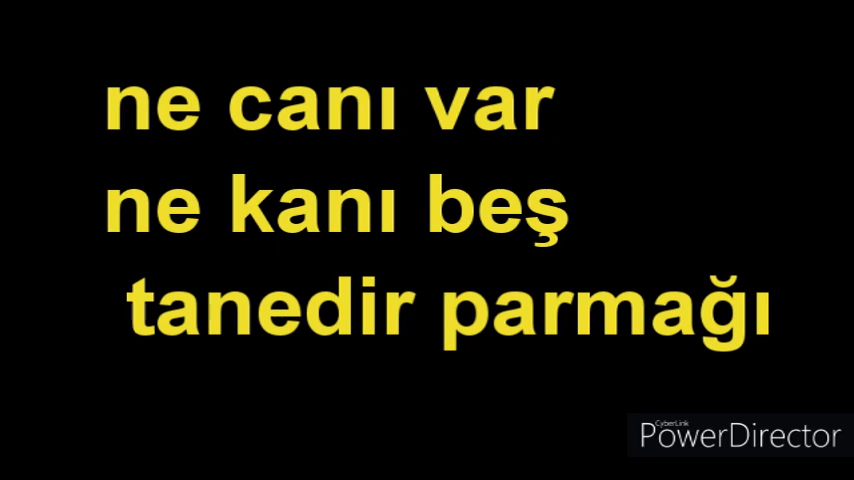 ne canı var
ne kanı beş
tanedir parmağı
CyberLink
PowerDirector